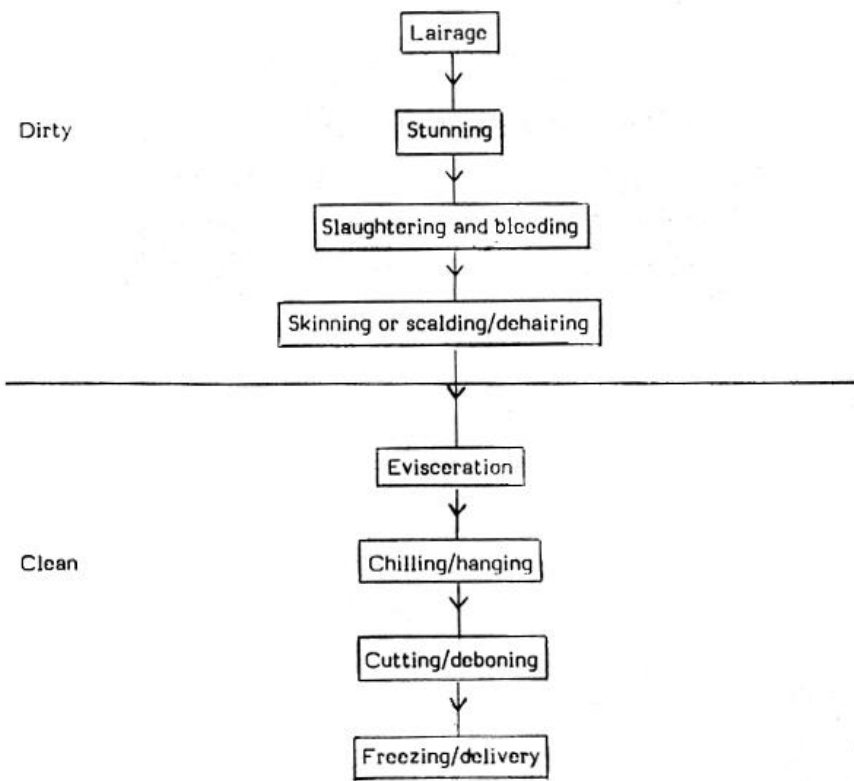 Lairage
Dirty
Stunning
Slaughtering and bleeding
Skinning or scalding/dehairing
Evisceration
Clean
Chilling/hanging
Cutting/deboning
Freezing/delivery